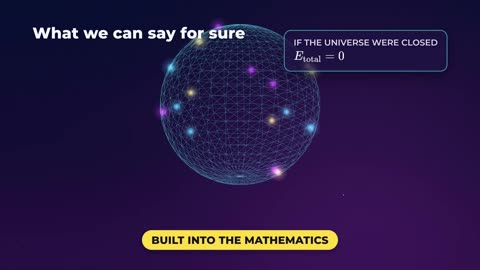 What we can say for sure
IF THE UNIVERSE WERE CLOSED
E_total = 0
BUILT INTO THE MATHEMATICS